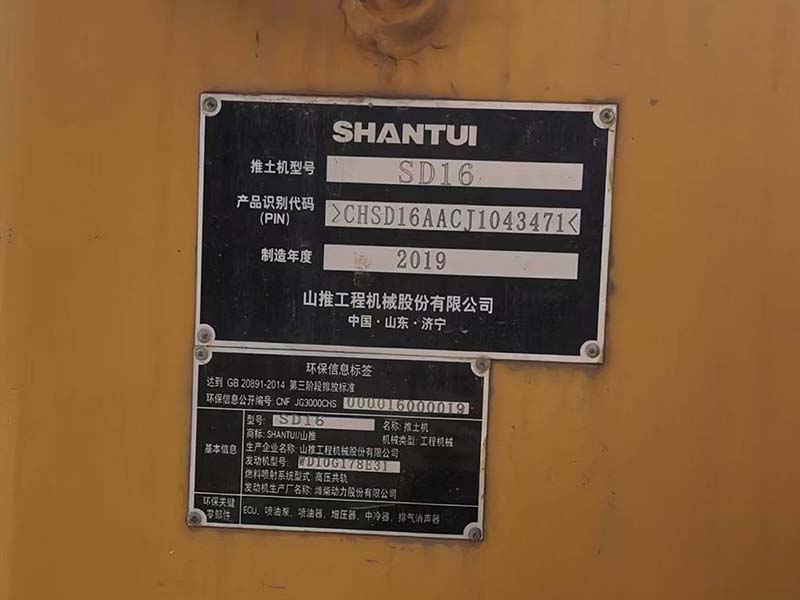 SHANTUI
推土机型号 SD16
产品识别代码
(PIN) >CHSD16AACJ1043471<
制造年度 2019
山推工程机械股份有限公司
中国·山东·济宁
环保信息标签
达到 GB 20891-2014 第三阶段排放标准
环保信息公开编号: CNF JG3000CHS 000016000019
基本信息
型号: SD16 名称: 推土机
商标: SHANTUI/山推 机械类型: 工程机械
生产企业名称: 山推工程机械股份有限公司
发动机型号: WD10G178E31
燃料喷射系统型式: 高压共轨
发动机生产厂名称: 潍柴动力股份有限公司
环保关键
零部件
ECU、喷油泵、喷油器、增压器、中冷器、排气消声器